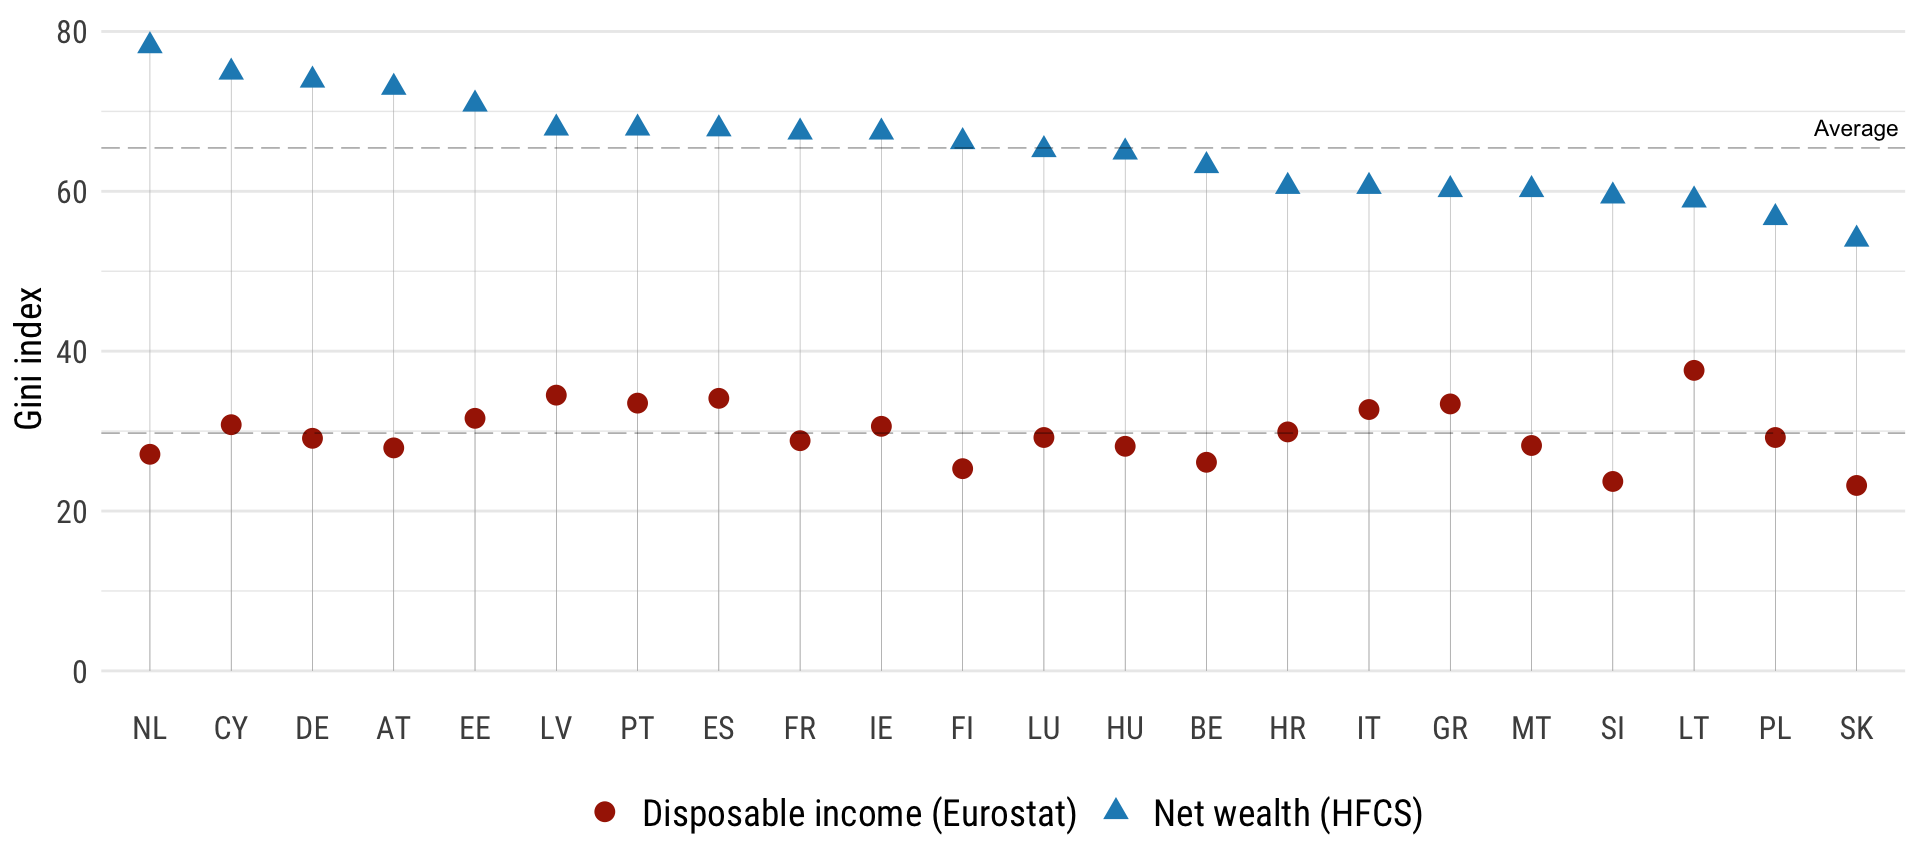 80
Average
60
Gini index
40
20
0
NL CY DE AT EE LV PT ES FR IE FI LU HU BE HR IT GR MT SI LT PL SK
Disposable income (Eurostat) Net wealth (HFCS)